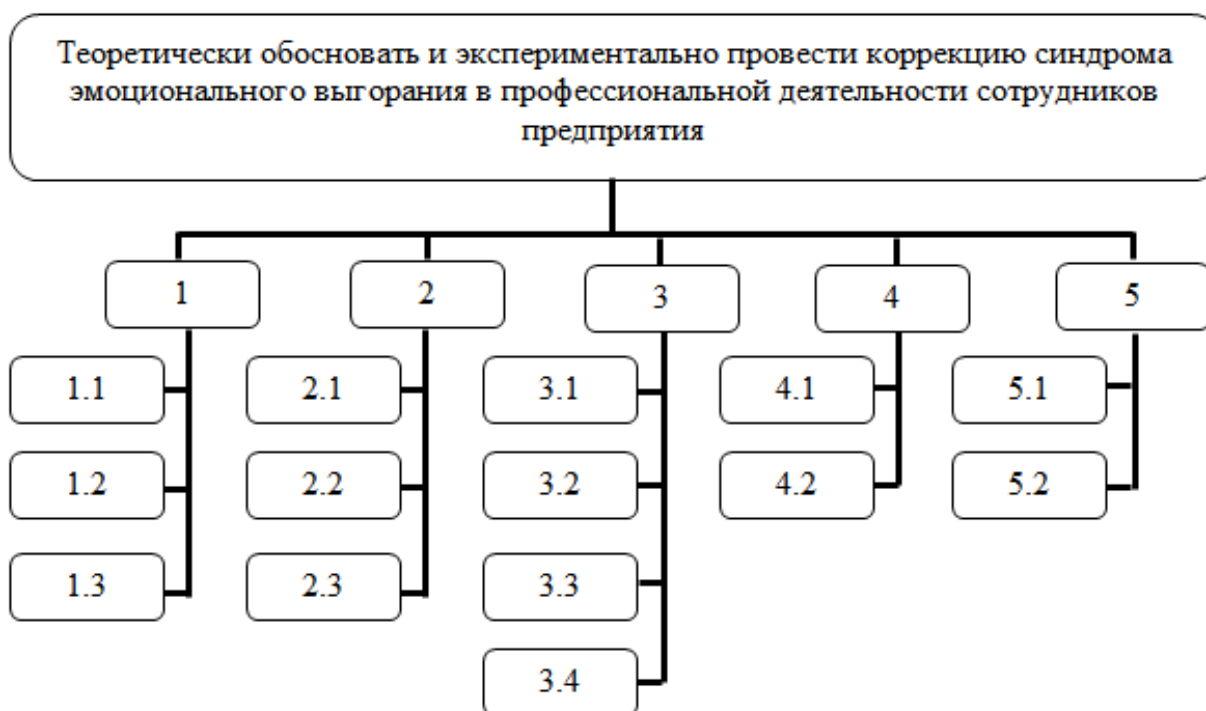 Теоретически обосновать и экспериментально провести коррекцию синдрома
эмоционального выгорания в профессиональной деятельности сотрудников
предприятия
1 2 3 4 5
1.1 2.1 3.1 4.1 5.1
1.2 2.2 3.2 4.2 5.2
1.3 2.3 3.3
3.4